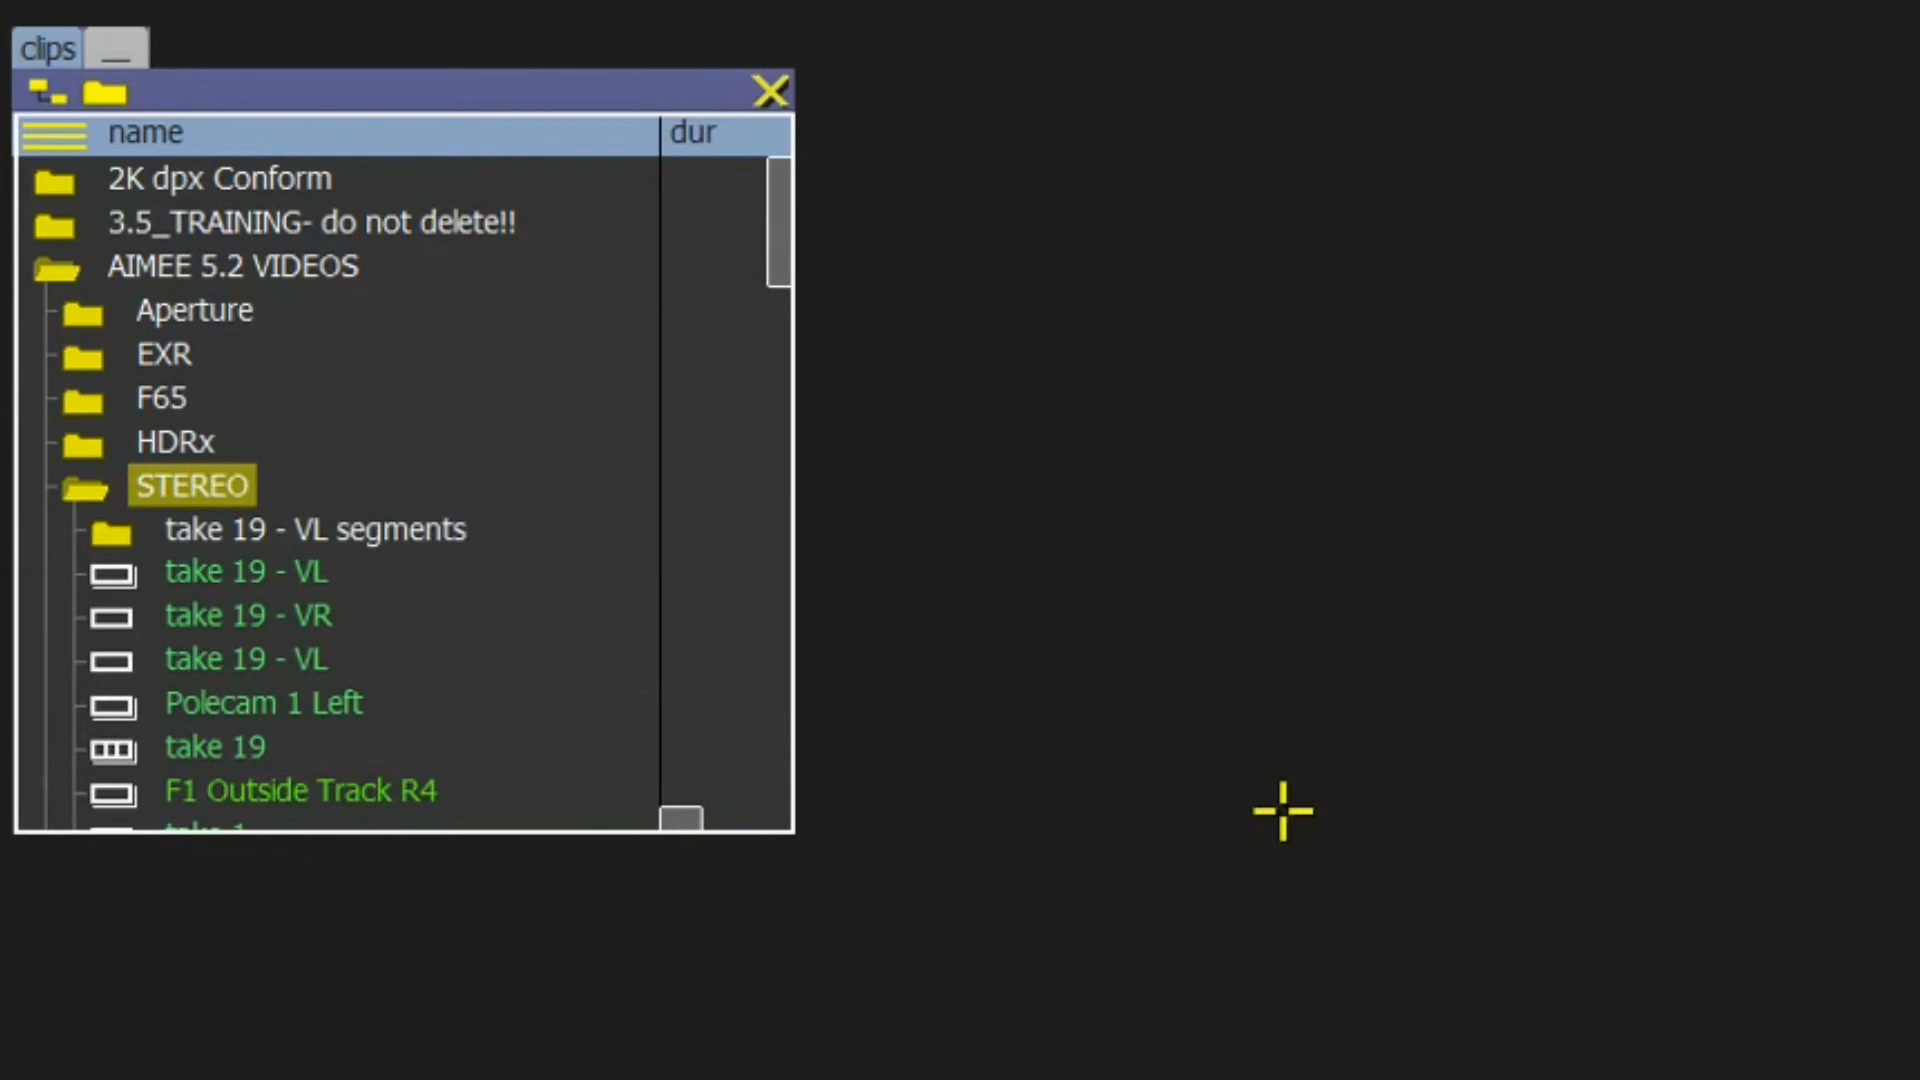 clips
name dur
2K dpx Conform
3.5_TRAINING- do not delete!!
AIMEE 5.2 VIDEOS
Aperture
EXR
F65
HDRx
STEREO
take 19 - VL segments
take 19 - VL
take 19 - VR
take 19 - VL
Polecam 1 Left
take 19
F1 Outside Track R4